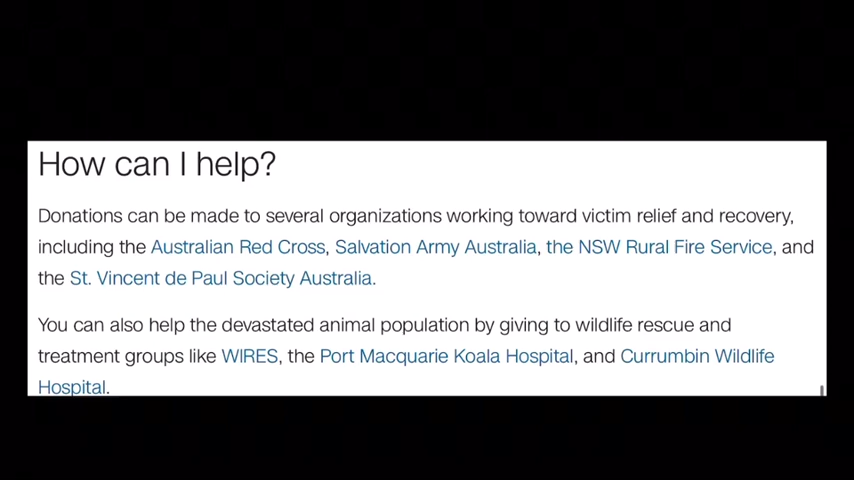 How can I help?
Donations can be made to several organizations working toward victim relief and recovery,
including the Australian Red Cross, Salvation Army Australia, the NSW Rural Fire Service, and
the St. Vincent de Paul Society Australia.
You can also help the devastated animal population by giving to wildlife rescue and
treatment groups like WIRES, the Port Macquarie Koala Hospital, and Currumbin Wildlife
Hospital.